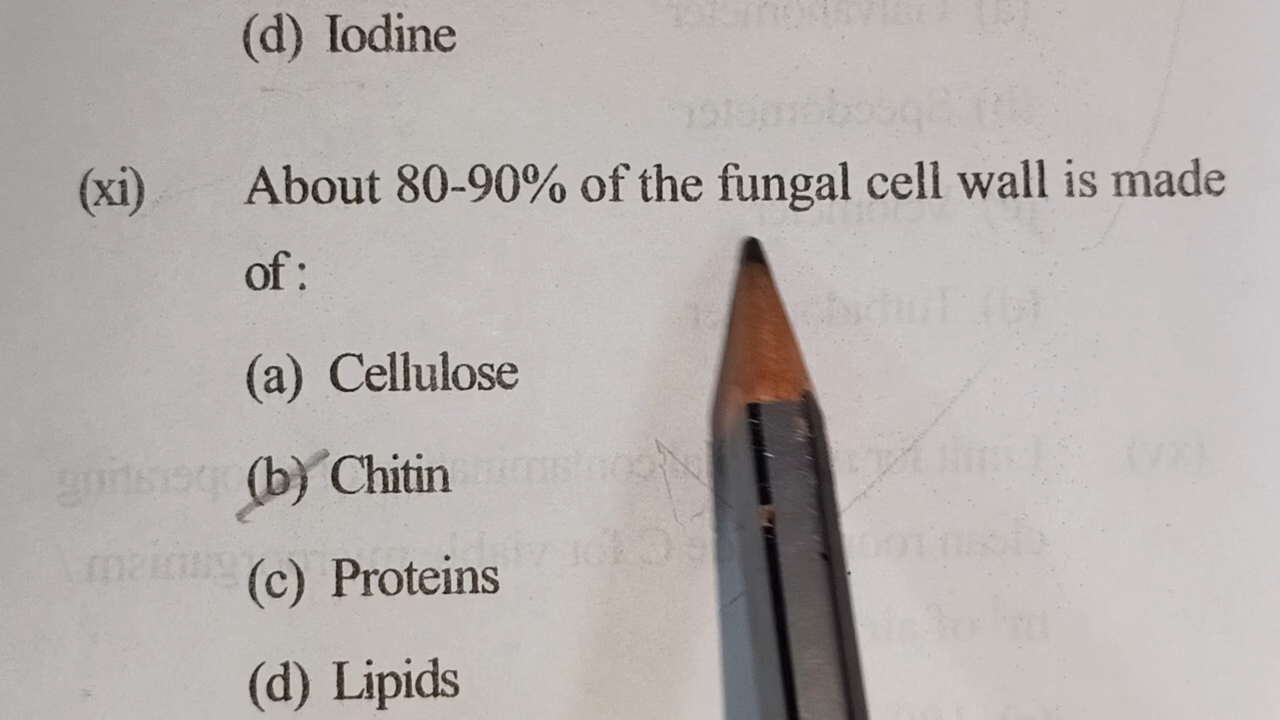 (d) Iodine
(xi) About 80-90% of the fungal cell wall is made
of :
(a) Cellulose
(b) Chitin
(c) Proteins
(d) Lipids